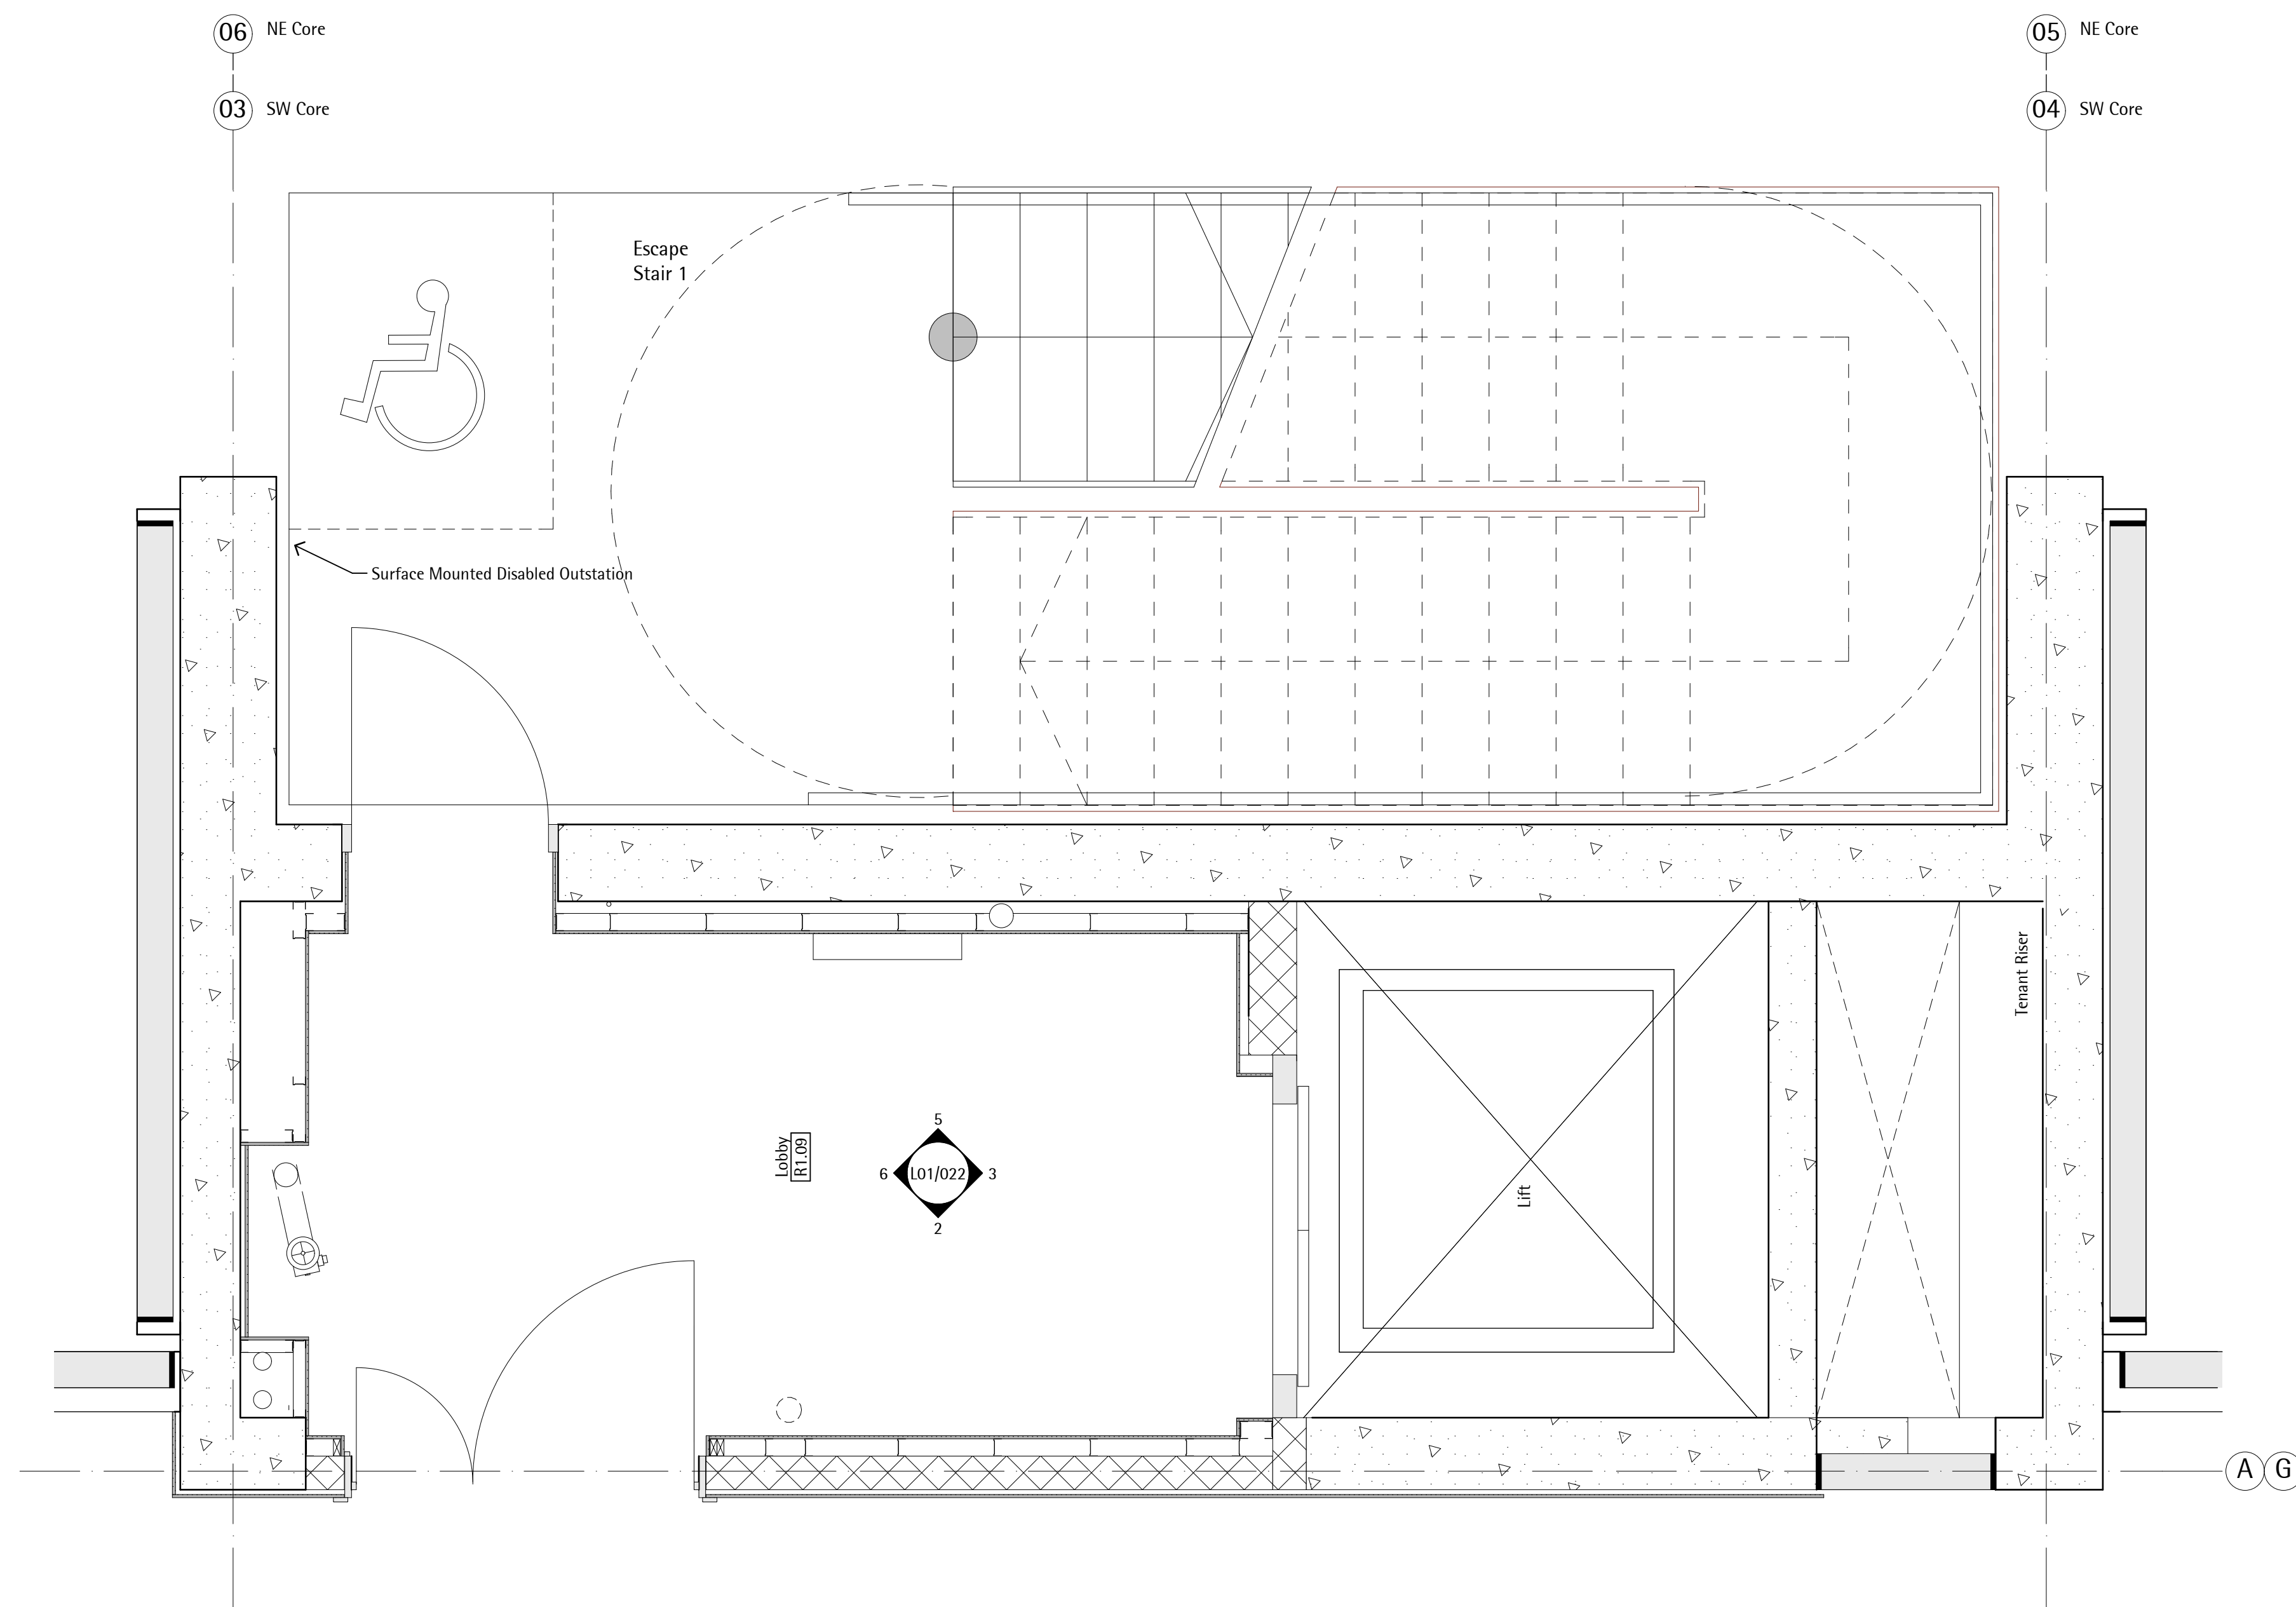 06 NE Core
05 NE Core
03 SW Core
04 SW Core
Escape
Stair 1
Surface Mounted Disabled Outstation
Tenant Riser
Lobby
R1.09
5
6 L01/022 3
2
Lift
A G